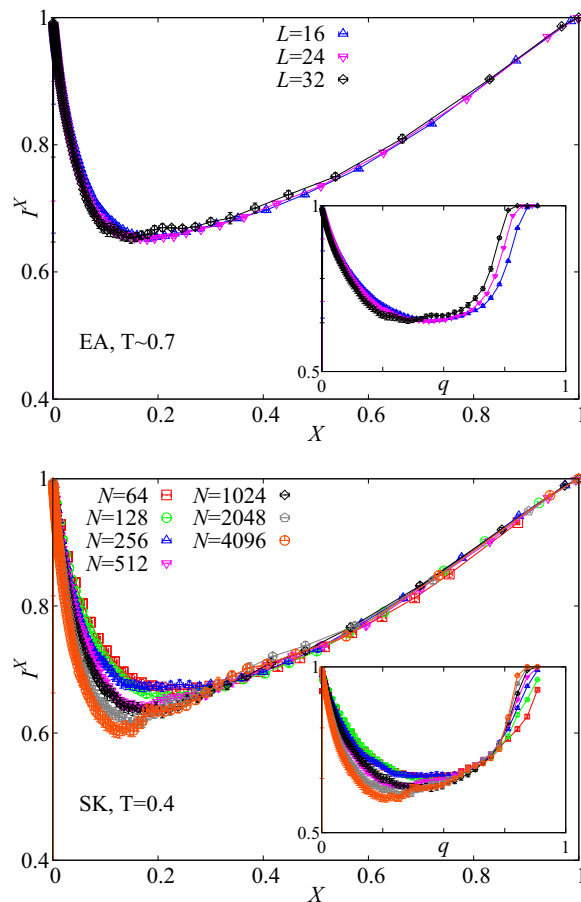 1
L=16
L=24
L=32
0.8
I^X
1
0.6
EA, T~0.7
0.5
0
q
1
0.4
0
0.2
0.4
0.6
0.8
1
X
1
N=64 N=1024
N=128 N=2048
N=256 N=4096
N=512
0.8
I^X
1
0.6
SK, T=0.4
0.5
0
q
1
0.4
0
0.2
0.4
0.6
0.8
1
X